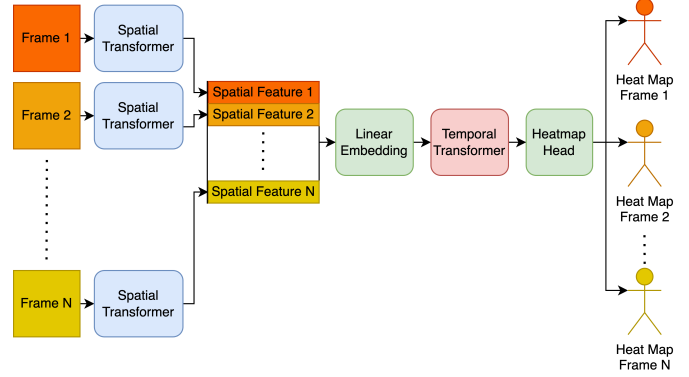 Frame 1
Spatial
Transformer
Frame 2
Spatial
Transformer
Frame N
Spatial
Transformer
Spatial Feature 1
Spatial Feature 2
Spatial Feature N
Linear
Embedding
Temporal
Transformer
Heatmap
Head
Heat Map
Frame 1
Heat Map
Frame 2
Heat Map
Frame N